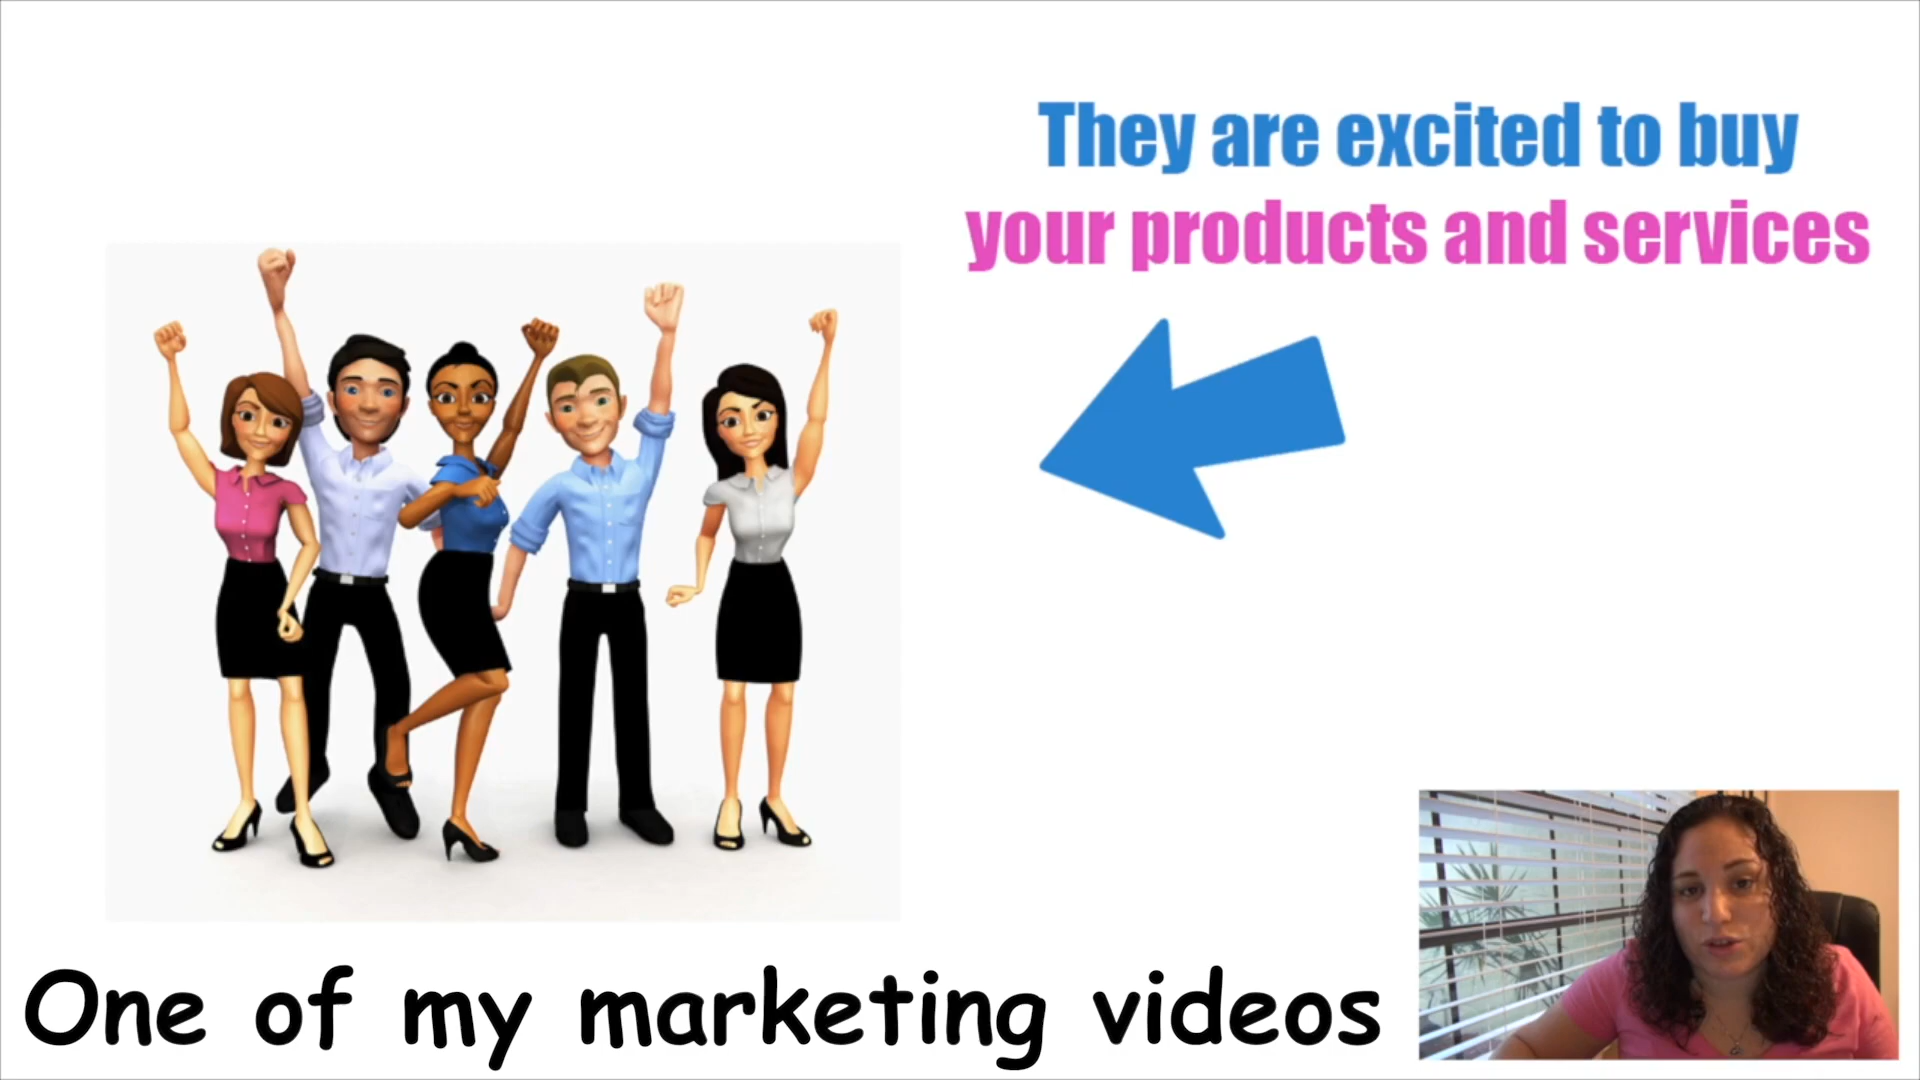 They are excited to buy
your products and services
One of my marketing videos